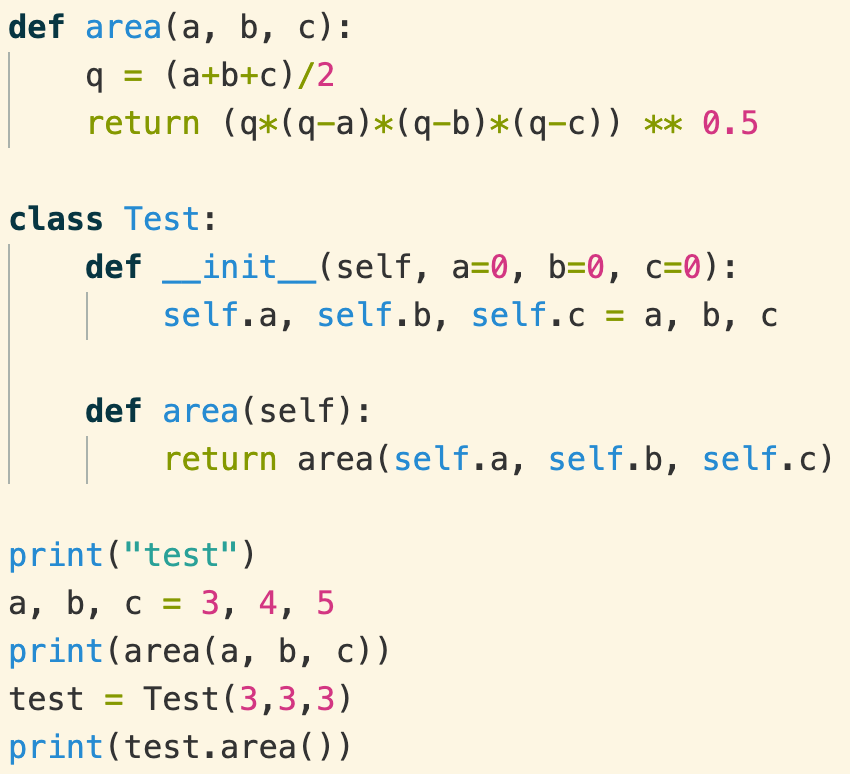 def area(a, b, c):
    q = (a+b+c)/2
    return (q*(q-a)*(q-b)*(q-c)) ** 0.5

class Test:
    def __init__(self, a=0, b=0, c=0):
        self.a, self.b, self.c = a, b, c

    def area(self):
        return area(self.a, self.b, self.c)

print("test")
a, b, c = 3, 4, 5
print(area(a, b, c))
test = Test(3,3,3)
print(test.area())